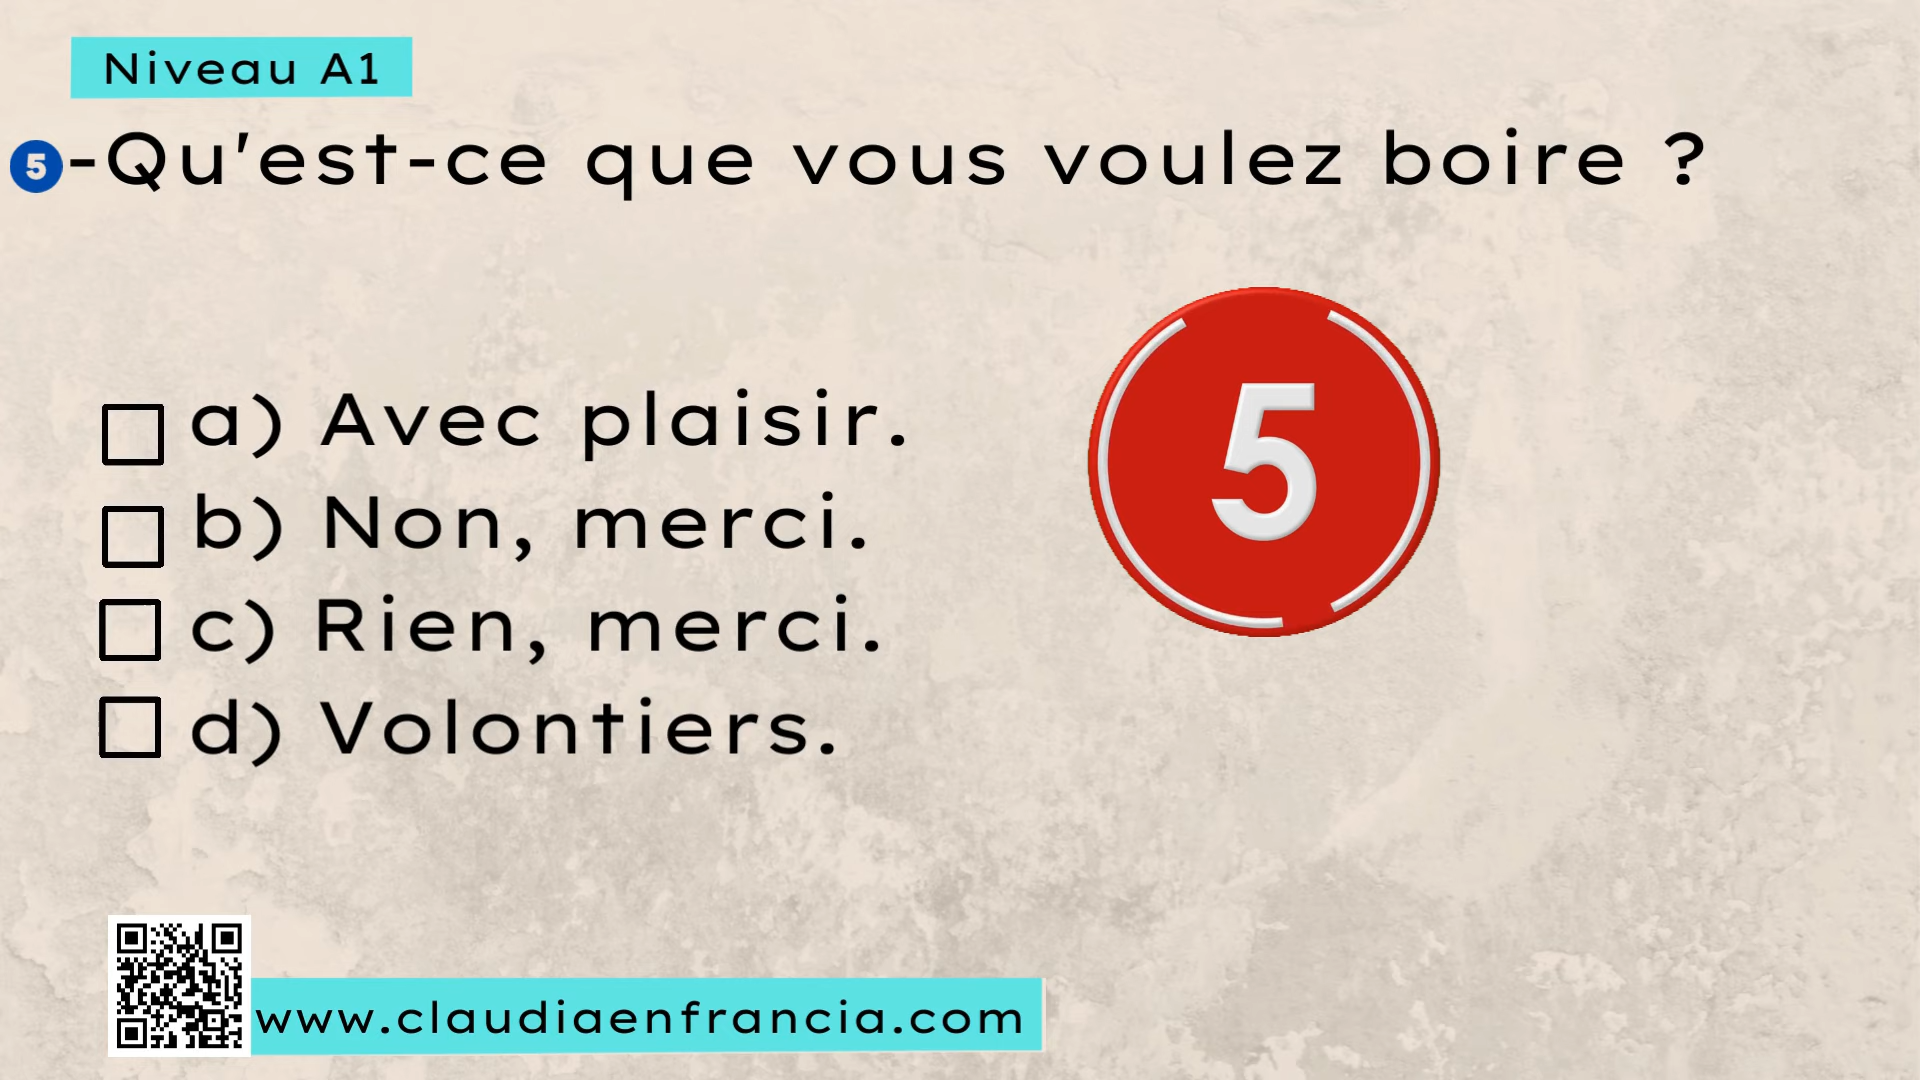 Niveau A1
5-Qu'est-ce que vous voulez boire ?
a) Avec plaisir.
5
b) Non, merci.
c) Rien, merci.
d) Volontiers.
www.claudiaenfrancia.com